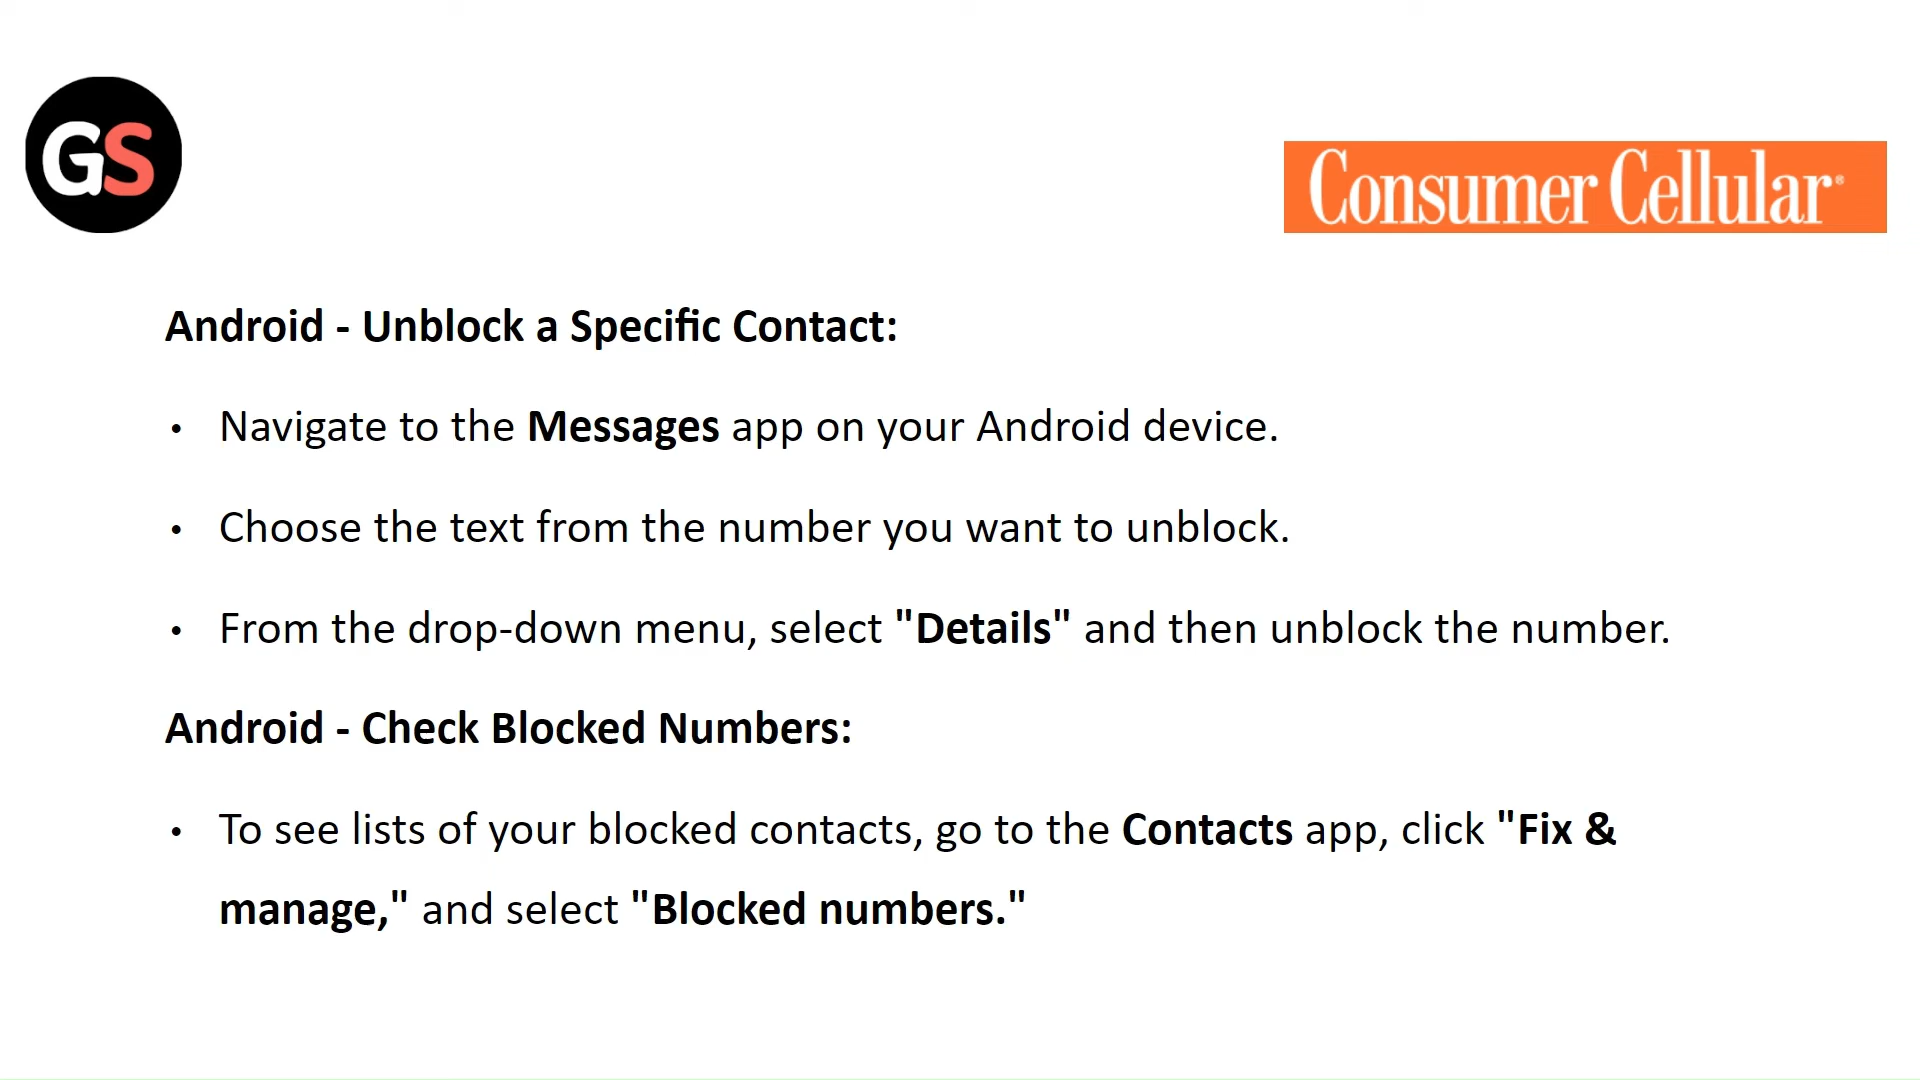 GS
Consumer Cellular®
Android - Unblock a Specific Contact:
• Navigate to the Messages app on your Android device.
• Choose the text from the number you want to unblock.
• From the drop-down menu, select "Details" and then unblock the number.
Android - Check Blocked Numbers:
• To see lists of your blocked contacts, go to the Contacts app, click "Fix &
manage," and select "Blocked numbers."